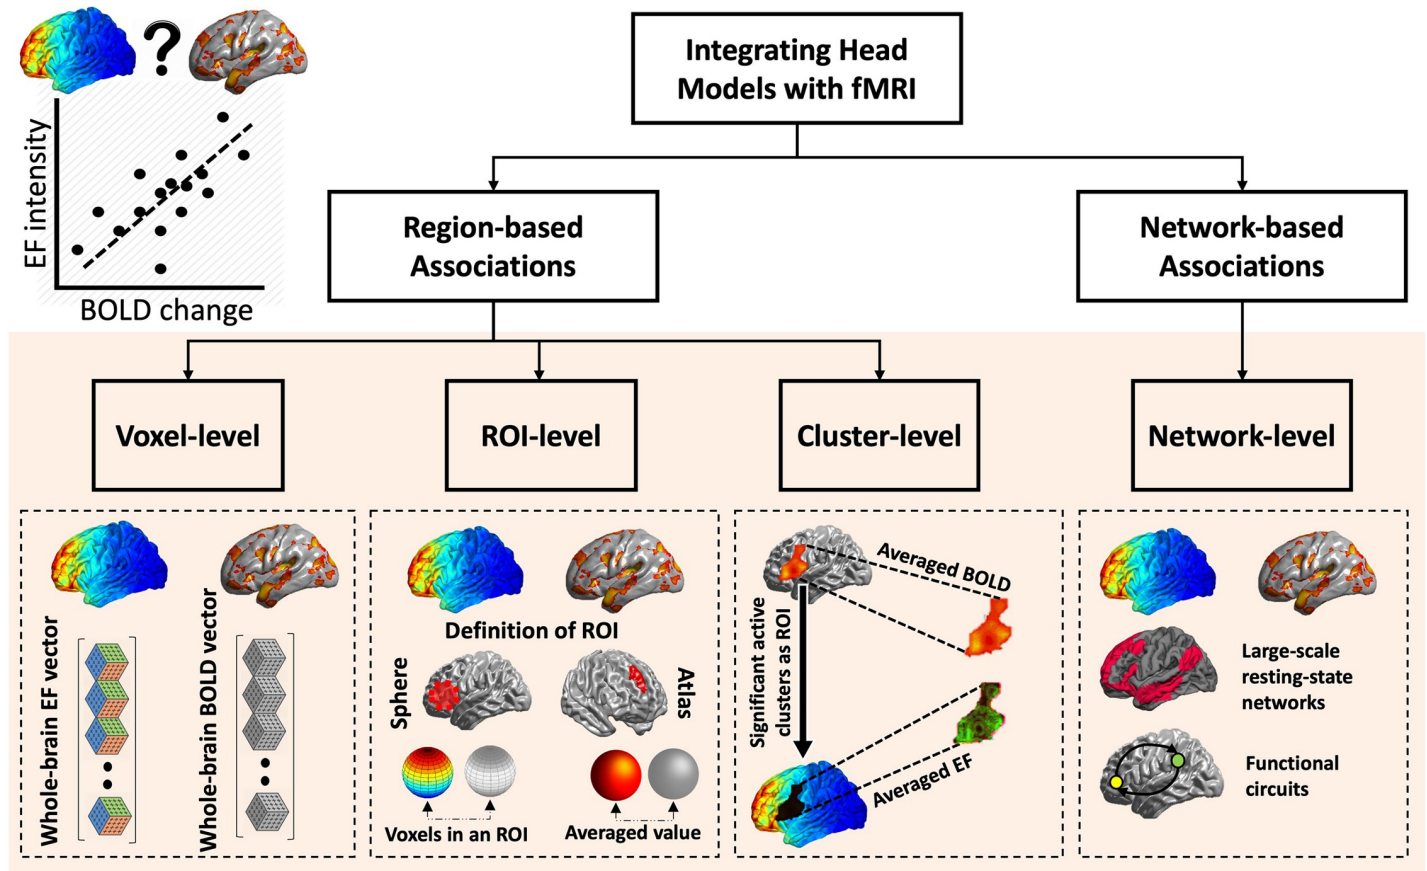 ?
EF intensity
BOLD change
Integrating Head
Models with fMRI
Region-based
Associations
Network-based
Associations
Voxel-level
ROI-level
Cluster-level
Network-level
Whole-brain EF vector
Whole-brain BOLD vector
Definition of ROI
Sphere
Atlas
Voxels in an ROI
Averaged value
Averaged BOLD
Significant active
clusters as ROI
Averaged EF
Large-scale
resting-state
networks
Functional
circuits